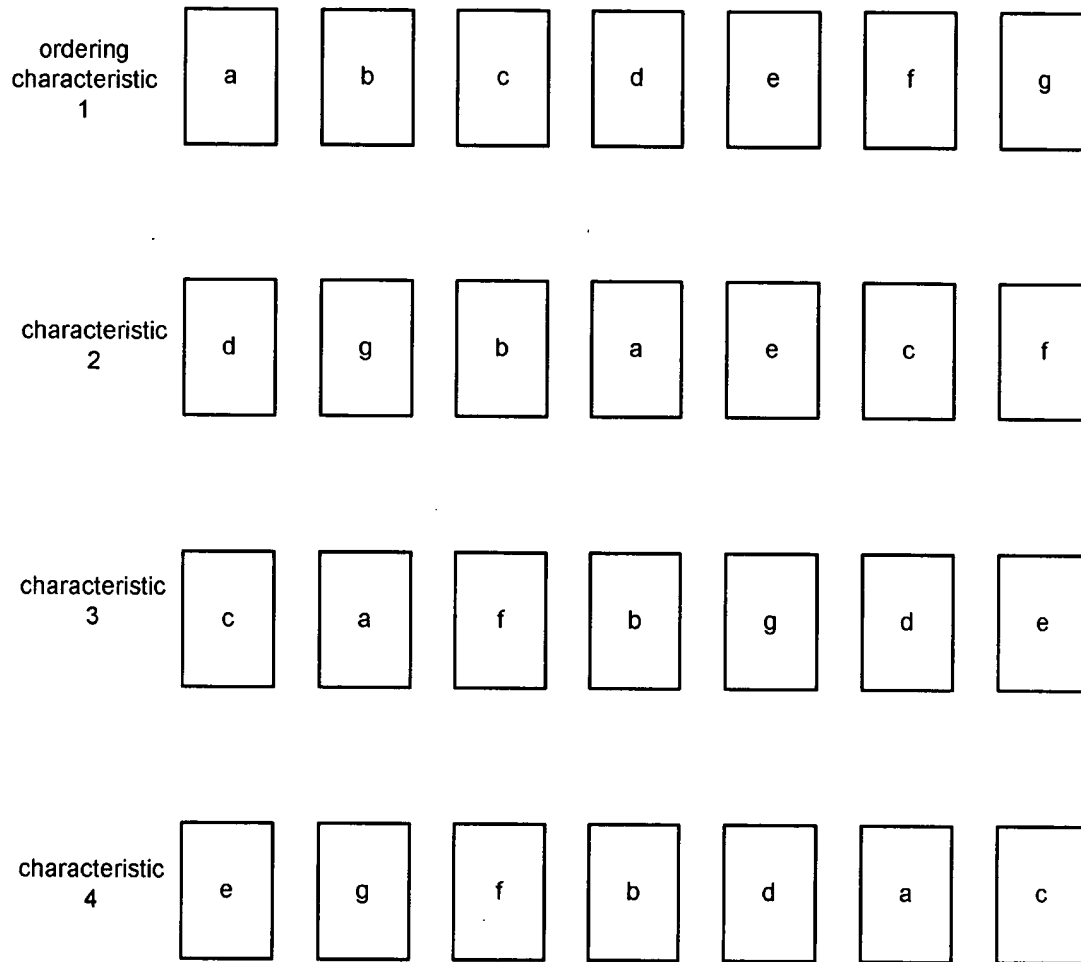 ordering
characteristic
1
a b c d e f g
characteristic
2
d g b a e c f
characteristic
3
c a f b g d e
characteristic
4
e g f b d a c